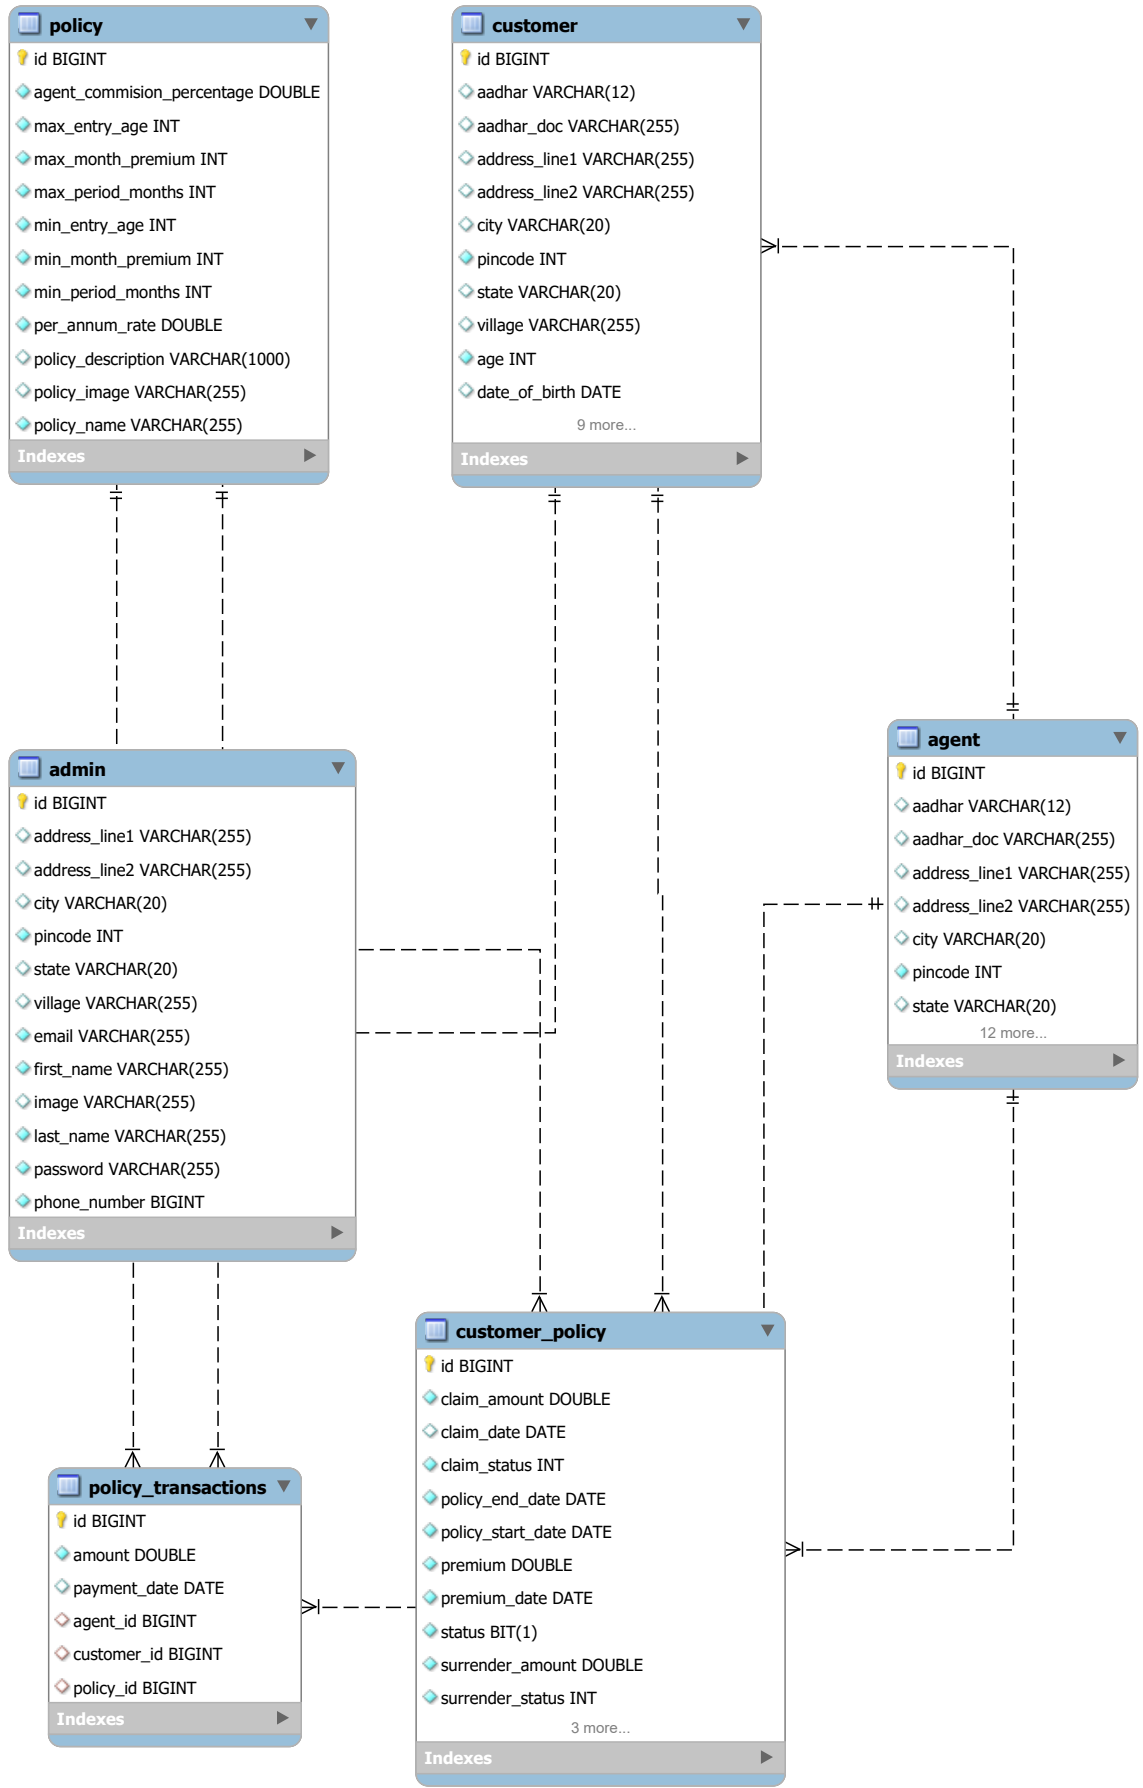 policy
id BIGINT
agent_commision_percentage DOUBLE
max_entry_age INT
max_month_premium INT
max_period_months INT
min_entry_age INT
min_month_premium INT
min_period_months INT
per_annum_rate DOUBLE
policy_description VARCHAR(1000)
policy_image VARCHAR(255)
policy_name VARCHAR(255)
Indexes
customer
id BIGINT
aadhar VARCHAR(12)
aadhar_doc VARCHAR(255)
address_line1 VARCHAR(255)
address_line2 VARCHAR(255)
city VARCHAR(20)
pincode INT
state VARCHAR(20)
village VARCHAR(255)
age INT
date_of_birth DATE
9 more...
Indexes
agent
id BIGINT
aadhar VARCHAR(12)
aadhar_doc VARCHAR(255)
address_line1 VARCHAR(255)
address_line2 VARCHAR(255)
city VARCHAR(20)
pincode INT
state VARCHAR(20)
12 more...
Indexes
admin
id BIGINT
address_line1 VARCHAR(255)
address_line2 VARCHAR(255)
city VARCHAR(20)
pincode INT
state VARCHAR(20)
village VARCHAR(255)
email VARCHAR(255)
first_name VARCHAR(255)
image VARCHAR(255)
last_name VARCHAR(255)
password VARCHAR(255)
phone_number BIGINT
Indexes
customer_policy
id BIGINT
claim_amount DOUBLE
claim_date DATE
claim_status INT
policy_end_date DATE
policy_start_date DATE
premium DOUBLE
premium_date DATE
status BIT(1)
surrender_amount DOUBLE
surrender_status INT
3 more...
Indexes
policy_transactions
id BIGINT
amount DOUBLE
payment_date DATE
agent_id BIGINT
customer_id BIGINT
policy_id BIGINT
Indexes